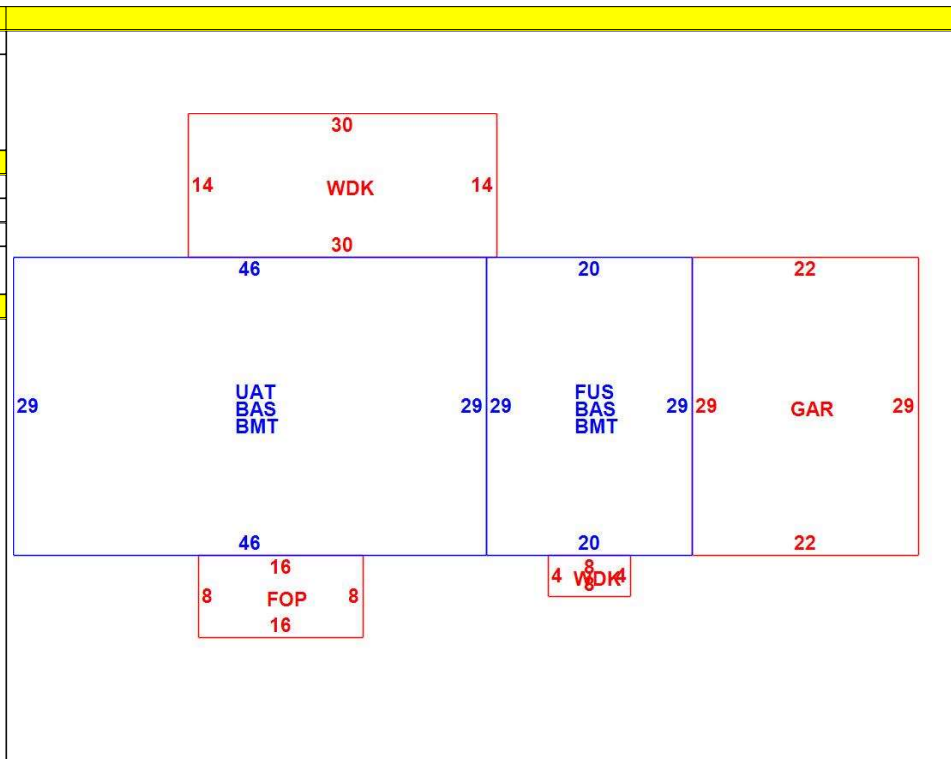 30
14 WDK 14
30
46 20 22
UAT FUS
BAS BAS
BMT BMT
29 29 29 29 29 GAR 29
46 20 22
16 8
4 WDK 4
8
8 FOP 8
16